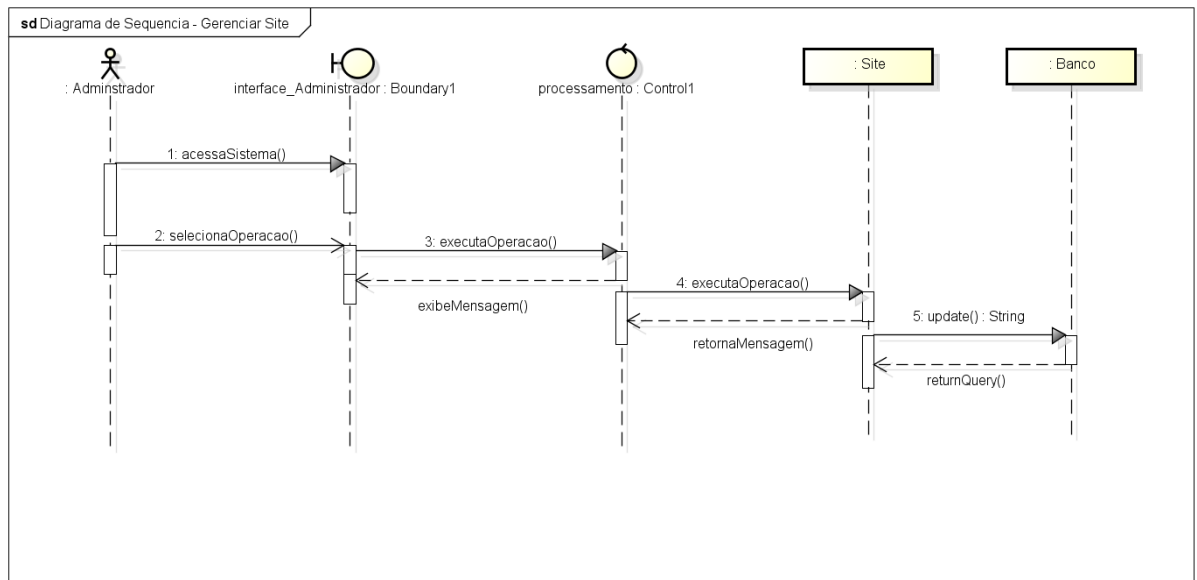 sd Diagrama de Sequencia - Gerenciar Site
: Adminstrador
interface_Administrador : Boundary1
processamento : Control1
: Site
: Banco
1: acessaSistema()
2: selecionaOperacao()
3: executaOperacao()
exibeMensagem()
4: executaOperacao()
retornaMensagem()
5: update() : String
returnQuery()